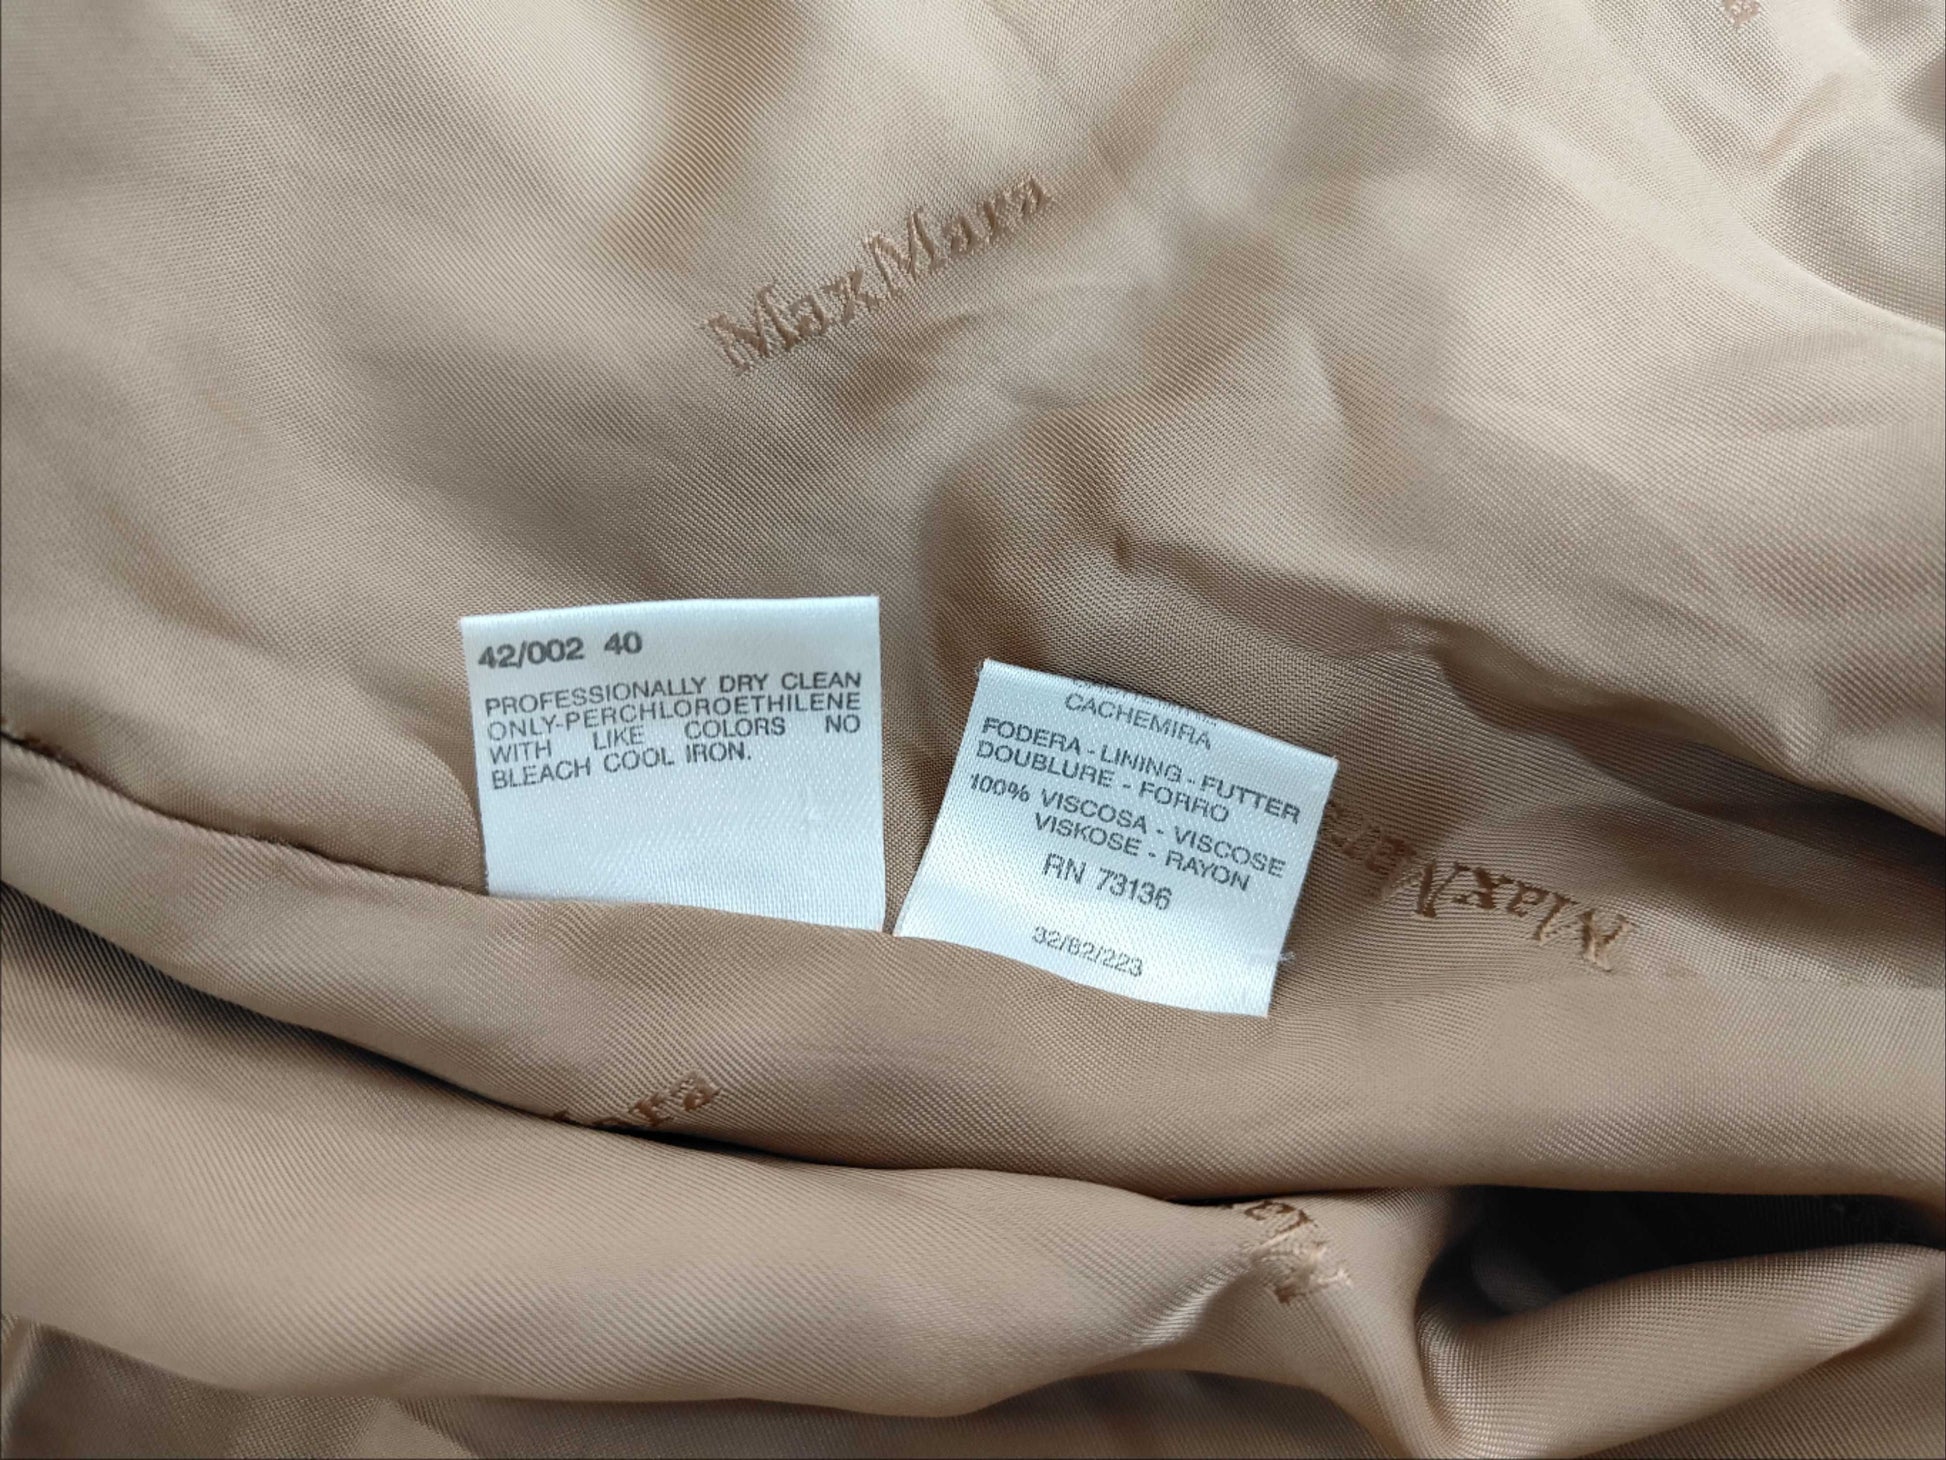 MaxMara
42/002 40
PROFESSIONALLY DRY CLEAN
ONLY-PERCHLOROETHILENE
WITH LIKE COLORS NO
BLEACH COOL IRON.
CACHEMIRA
FODERA - LINING - FUTTER
DOUBLURE - FORRO
100% VISCOSA - VISCOSE
VISKOSE - RAYON
RN 73136
32/82/223
MaxMara